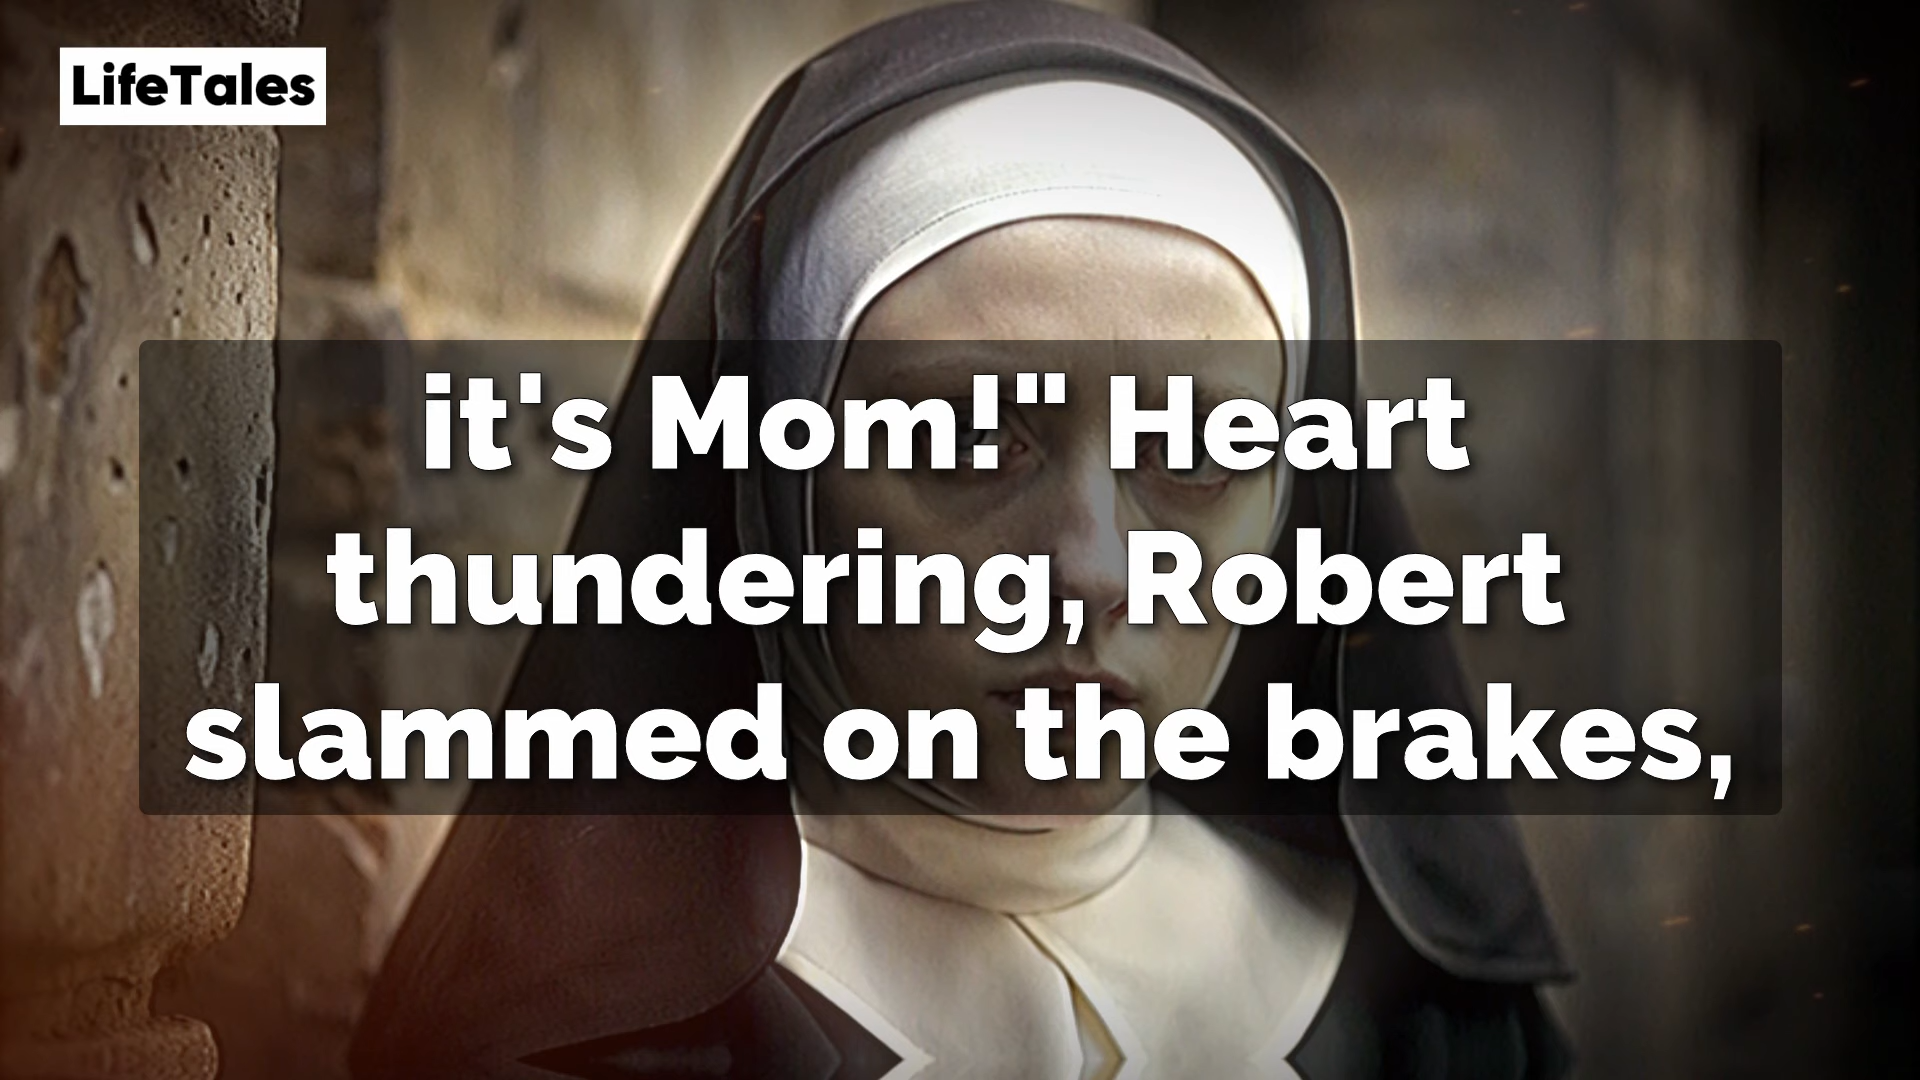 LifeTales
it's Mom!" Heart
thundering, Robert
slammed on the brakes,